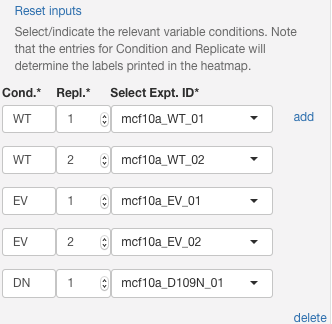 Reset inputs
Select/indicate the relevant variable conditions. Note
that the entries for Condition and Replicate will
determine the labels printed in the heatmap.
Cond.* Repl.* Select Expt. ID*
WT 1 mcf10a_WT_01 add
WT 2 mcf10a_WT_02
EV 1 mcf10a_EV_01
EV 2 mcf10a_EV_02
DN 1 mcf10a_D109N_01
delete